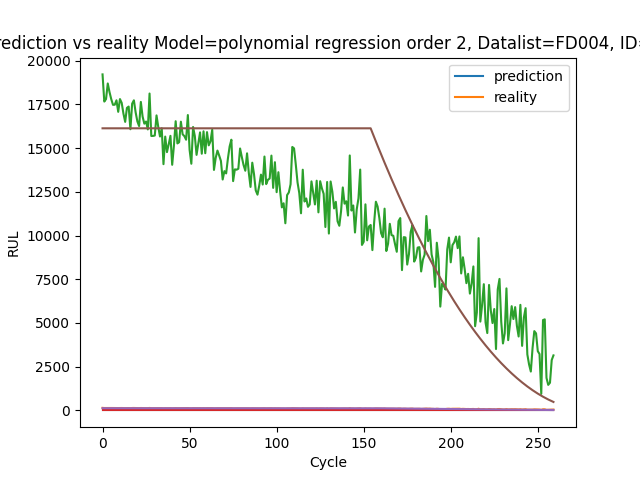 rediction vs reality Model=polynomial regression order 2, Datalist=FD004, ID=
20000
17500
15000
12500
10000
7500
5000
2500
0
RUL
prediction
reality
0 50 100 150 200 250
Cycle